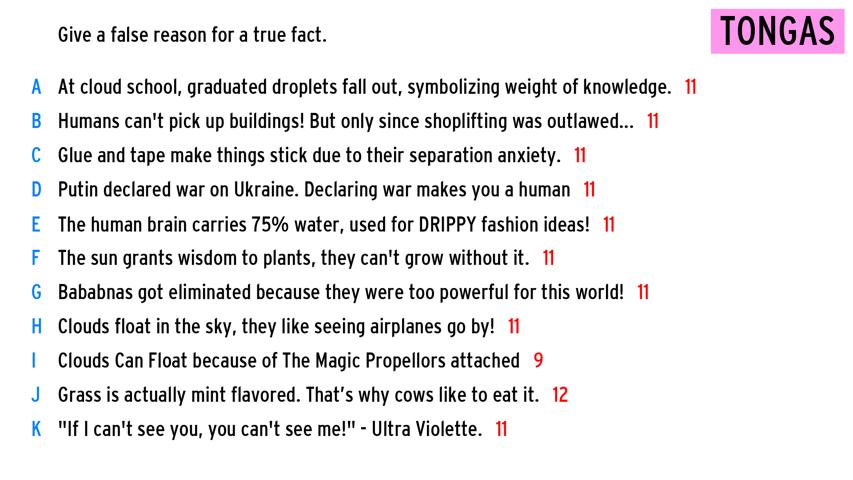 Give a false reason for a true fact.
TONGAS
A At cloud school, graduated droplets fall out, symbolizing weight of knowledge. 11
B Humans can't pick up buildings! But only since shoplifting was outlawed... 11
C Glue and tape make things stick due to their separation anxiety. 11
D Putin declared war on Ukraine. Declaring war makes you a human 11
E The human brain carries 75% water, used for DRIPPY fashion ideas! 11
F The sun grants wisdom to plants, they can't grow without it. 11
G Bababnas got eliminated because they were too powerful for this world! 11
H Clouds float in the sky, they like seeing airplanes go by! 11
I Clouds Can Float because of The Magic Propellors attached 9
J Grass is actually mint flavored. That’s why cows like to eat it. 12
K "If I can't see you, you can't see me!" - Ultra Violette. 11